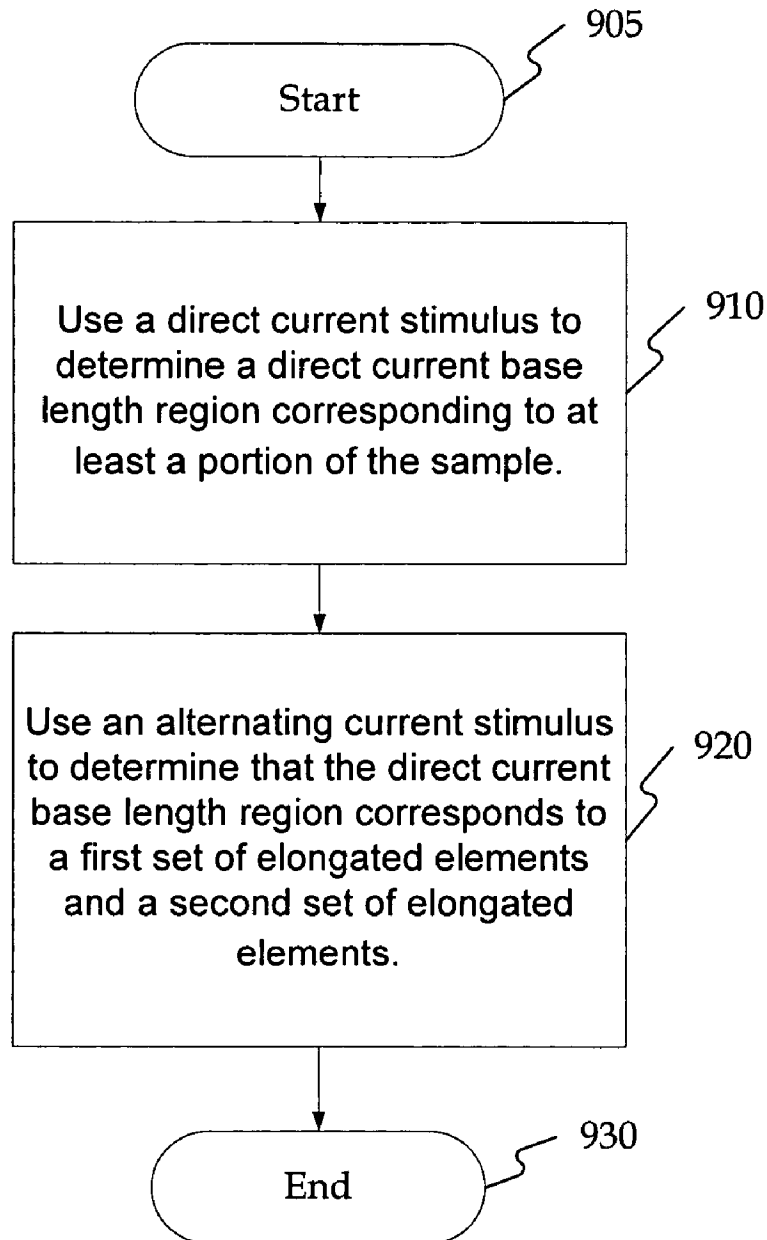 905
Start
910
Use a direct current stimulus to
determine a direct current base
length region corresponding to at
least a portion of the sample.
920
Use an alternating current stimulus
to determine that the direct current
base length region corresponds to
a first set of elongated elements
and a second set of elongated
elements.
930
End